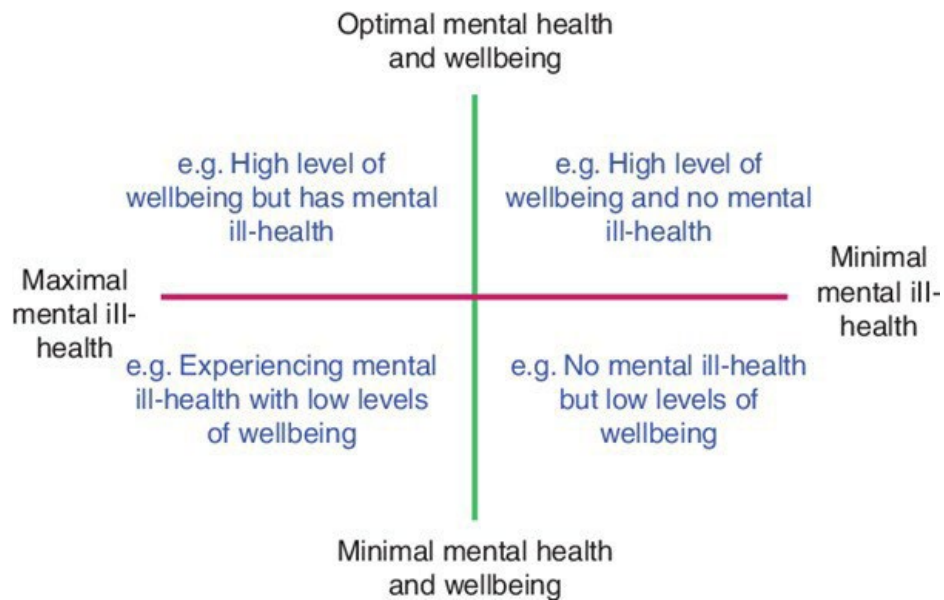 Optimal mental health
and wellbeing
e.g. High level of
wellbeing but has mental
ill-health
e.g. High level of
wellbeing and no mental
ill-health
Maximal
mental ill-
health
Minimal
mental ill-
health
e.g. Experiencing mental
ill-health with low levels
of wellbeing
e.g. No mental ill-health
but low levels of
wellbeing
Minimal mental health
and wellbeing